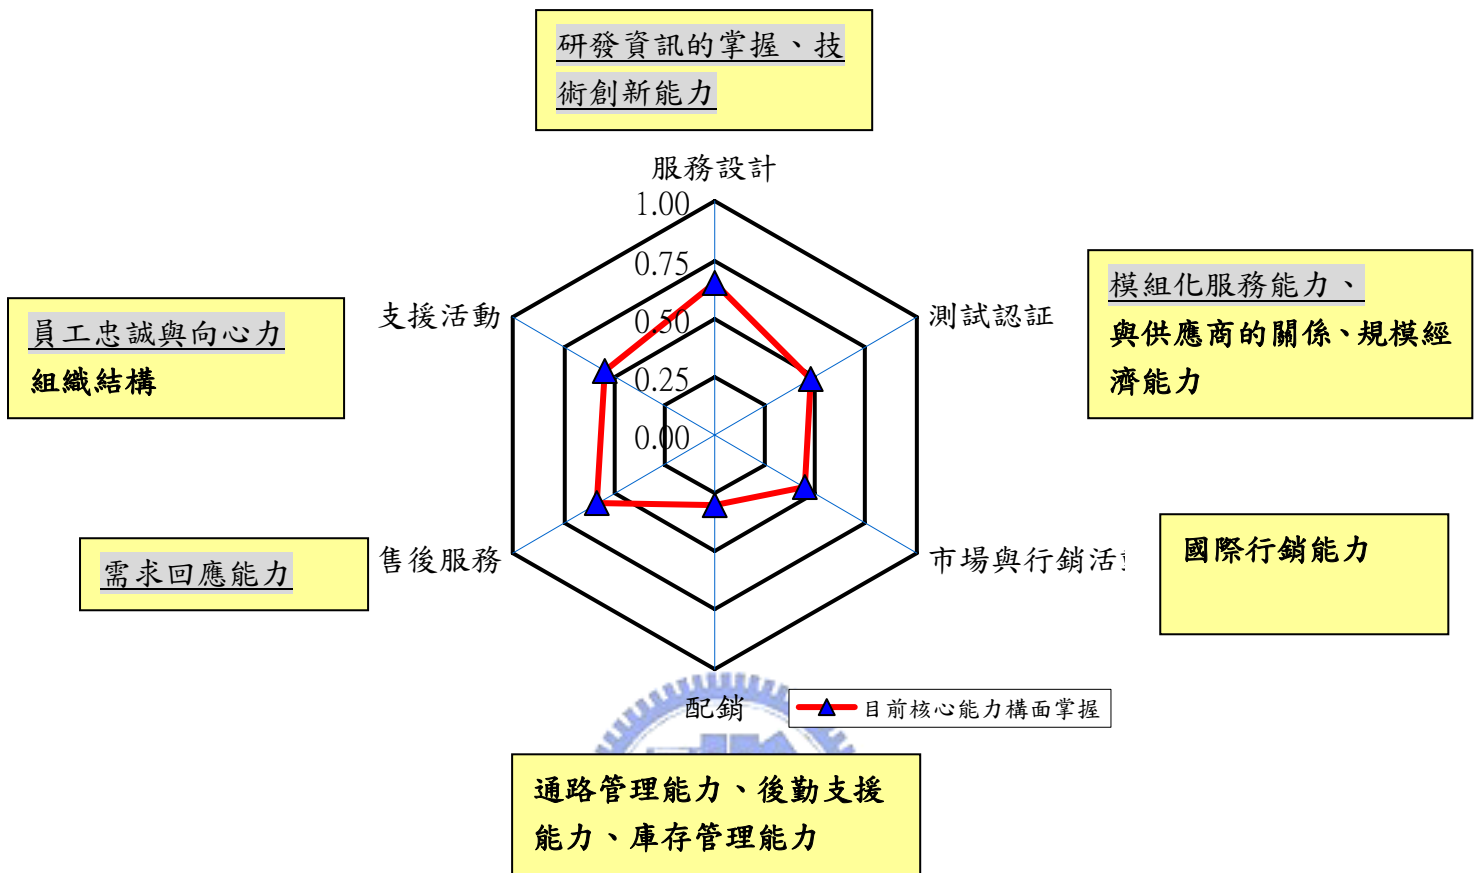 研發資訊的掌握、技
術創新能力
服務設計
1.00
0.75
0.50
0.25
0.00
測試認証
模組化服務能力、
與供應商的關係、規模經
濟能力
支援活動
員工忠誠與向心力
組織結構
售後服務
需求回應能力
市場與行銷活
國際行銷能力
配銷
目前核心能力構面掌握
通路管理能力、後勤支援
能力、庫存管理能力